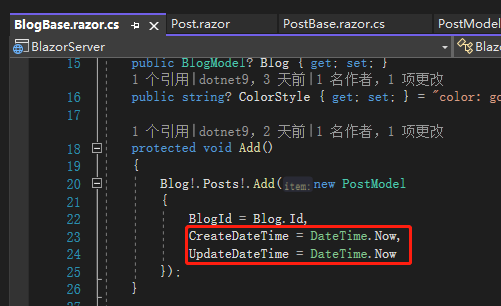 BlogBase.razor.cs Post.razor PostBase.razor.cs PostModel
BlazorServer Blaz
15 public BlogModel? Blog { get; set; }
1 个引用|dotnet9，3 天前|1 名作者，1 项更改
16 public string? ColorStyle { get; set; } = "color: go
17
1 个引用|dotnet9，2 天前|1 名作者，1 项更改
18 protected void Add()
19 {
20 Blog!.Posts!.Add(item:new PostModel
21 {
22 BlogId = Blog.Id,
23 CreateDateTime = DateTime.Now,
24 UpdateDateTime = DateTime.Now
25 });
26 }